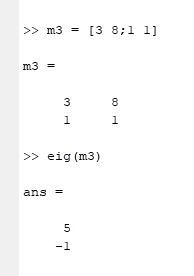 >> m3 = [3 8;1 1]
m3 =
3 8
1 1
>> eig(m3)
ans =
5
-1